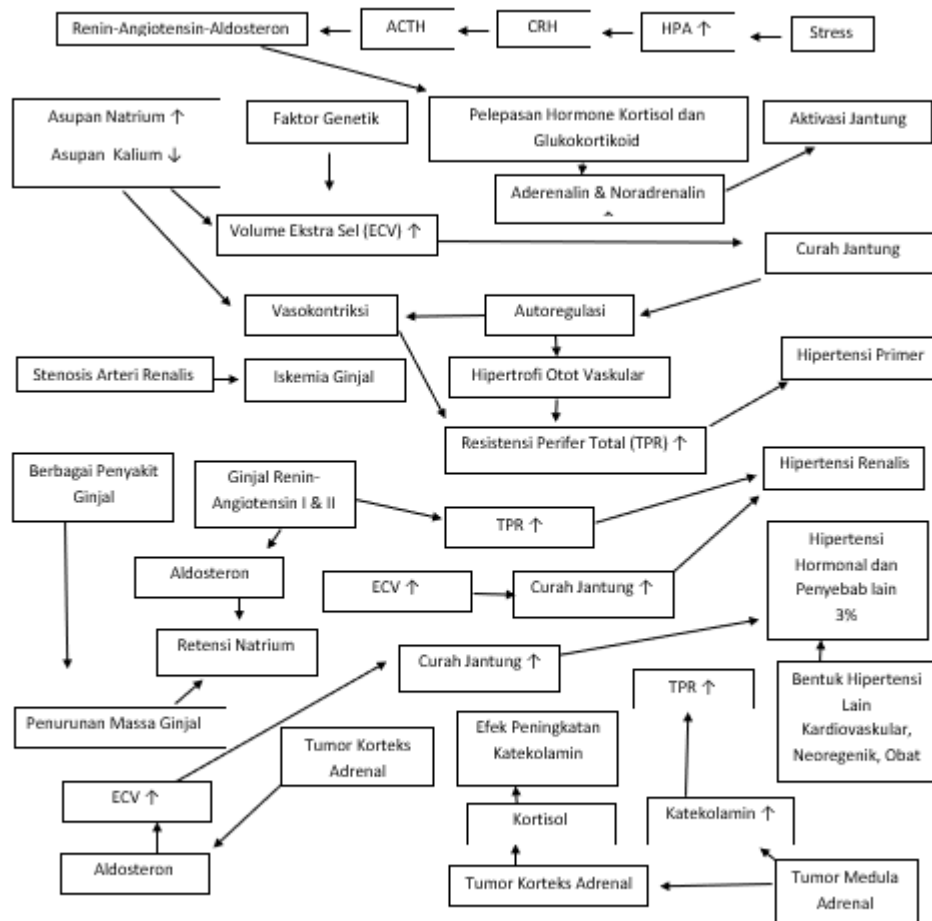 Renin-Angiotensin-Aldosteron
ACTH
CRH
HPA ↑
Stress
Asupan Natrium ↑
Asupan Kalium ↓
Faktor Genetik
Pelepasan Hormone Kortisol dan
Glukokortikoid
Aktivasi Jantung
Aderenalin & Noradrenalin
Volume Ekstra Sel (ECV) ↑
Curah Jantung
Vasokontriksi
Autoregulasi
Hipertensi Primer
Stenosis Arteri Renalis
Iskemia Ginjal
Hipertrofi Otot Vaskular
Resistensi Perifer Total (TPR) ↑
Berbagai Penyakit
Ginjal
Ginjal Renin-
Angiotensin I & II
Hipertensi Renalis
TPR ↑
Hipertensi
Hormonal dan
Penyebab lain
3%
Aldosteron
ECV ↑
Curah Jantung ↑
Retensi Natrium
Curah Jantung ↑
TPR ↑
Bentuk Hipertensi
Lain
Kardiovaskular,
Neoregenik, Obat
Penurunan Massa Ginjal
Tumor Korteks
Adrenal
Efek Peningkatan
Katekolamin
ECV ↑
Kortisol
Katekolamin ↑
Aldosteron
Tumor Korteks Adrenal
Tumor Medula
Adrenal